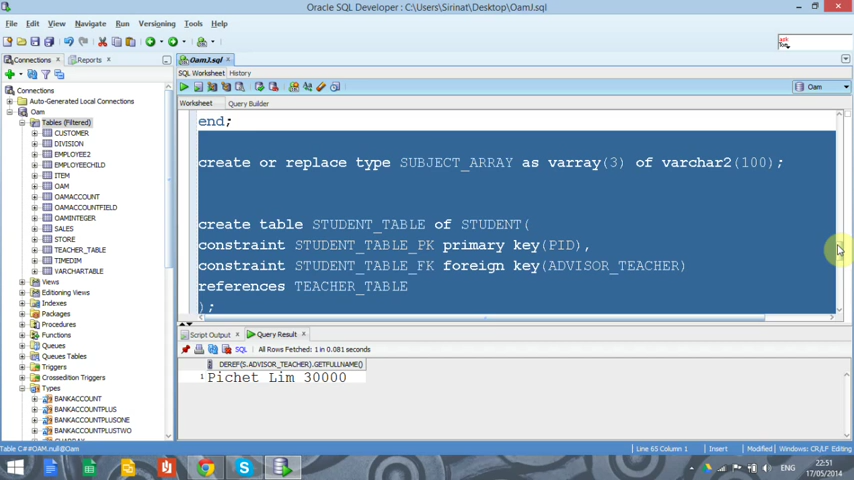 Oracle SQL Developer : C:\Users\Sirinat\Desktop\OamJ.sql
File Edit View Navigate Run Versioning Tools Help
Connections Reports
OamJ.sql
SQL Worksheet History
Oam
Worksheet Query Builder
Connections
Auto-Generated Local Connections
Oam
Tables (Filtered)
CUSTOMER
DIVISION
EMPLOYEE2
EMPLOYEECHILD
ITEM
OAM
OAMACCOUNT
OAMACCOUNTFIELD
OAMINTEGER
SALES
STORE
TEACHER_TABLE
TIMEDIM
VARCHARTABLE
Views
Editioning Views
Indexes
Packages
Procedures
Functions
Queues
Queues Tables
Triggers
Crossedition Triggers
Types
BANKACCOUNT
BANKACCOUNTPLUS
BANKACCOUNTPLUSONE
BANKACCOUNTPLUSTWO
end;
create or replace type SUBJECT_ARRAY as varray(3) of varchar2(100);
create table STUDENT_TABLE of STUDENT(
constraint STUDENT_TABLE_PK primary key(PID),
constraint STUDENT_TABLE_FK foreign key(ADVISOR_TEACHER)
references TEACHER_TABLE
);
Script Output Query Result
SQL All Rows Fetched: 1 in 0.081 seconds
DEREF(S.ADVISOR_TEACHER).GETFULLNAME()
1 Pichet Lim 30000
Table C##OAM.null@Oam
Line 65 Column 1 Insert Modified Windows: CR/LF Editing
ENG
22:51
17/05/2014